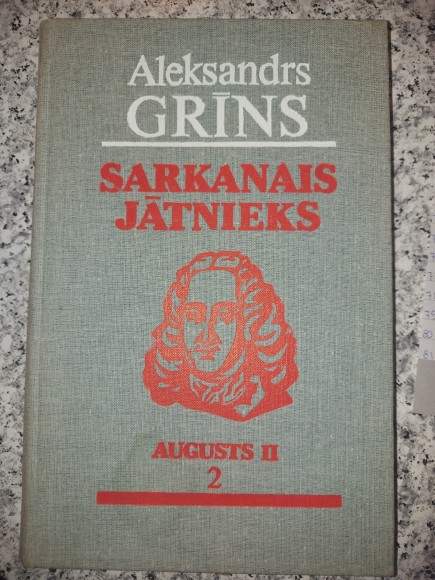 Aleksandrs
GRĪNS
SARKANAIS
JĀTNIEKS
AUGUSTS II
2